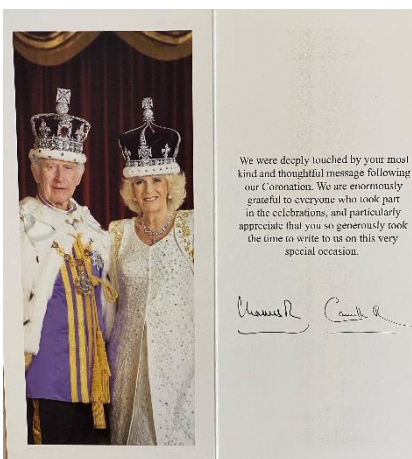 We were deeply touched by your most
kind and thoughtful message following
our Coronation. We are enormously
grateful to everyone who took part
in the celebrations, and particularly
appreciate that you so generously took
the time to write to us on this very
special occasion.
Charles R Camilla R